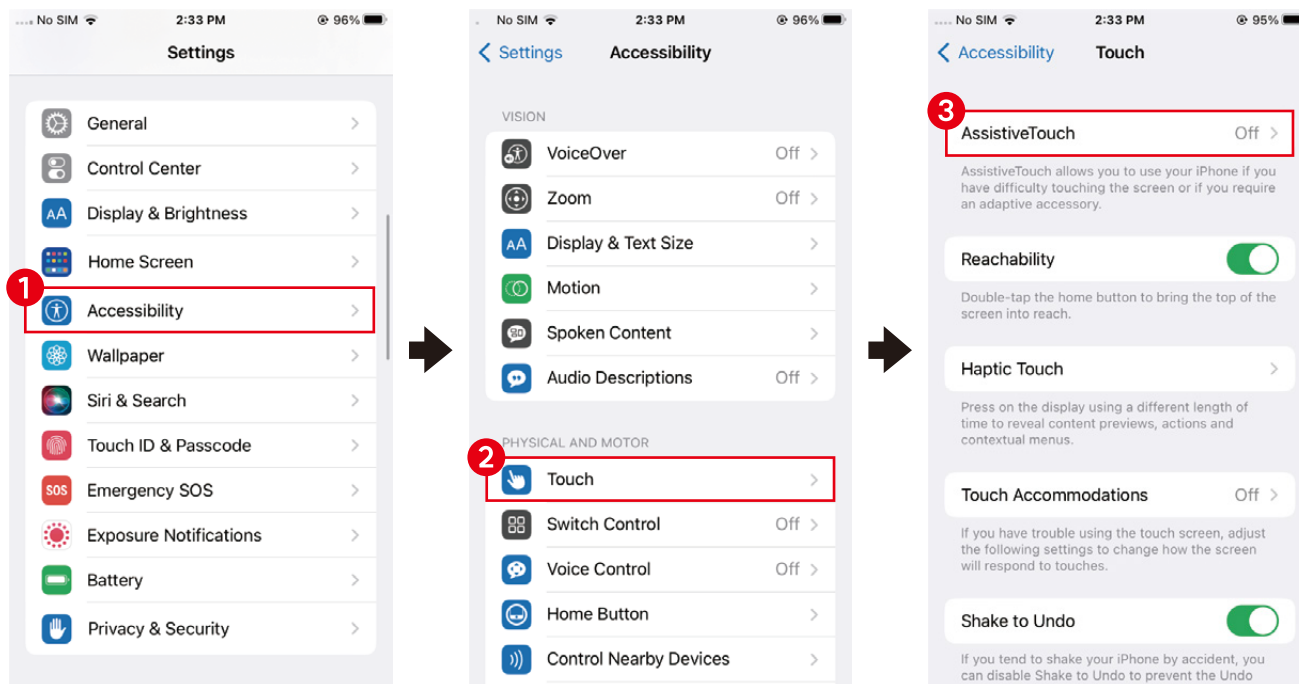 No SIM 2:33 PM 96%
Settings
General
Control Center
AA Display & Brightness
Home Screen
1
Accessibility
Wallpaper
Siri & Search
Touch ID & Passcode
SOS Emergency SOS
Exposure Notifications
Battery
Privacy & Security
No SIM 2:33 PM 96%
Settings Accessibility
VISION
VoiceOver Off
Zoom Off
AA Display & Text Size
Motion
Spoken Content
Audio Descriptions Off
PHYSICAL AND MOTOR
2
Touch
Switch Control Off
Voice Control Off
Home Button
Control Nearby Devices
No SIM 2:33 PM 95%
Accessibility Touch
3
AssistiveTouch Off
AssistiveTouch allows you to use your iPhone if you
have difficulty touching the screen or if you require
an adaptive accessory.
Reachability
Double-tap the home button to bring the top of the
screen into reach.
Haptic Touch
Press on the display using a different length of
time to reveal content previews, actions and
contextual menus.
Touch Accommodations Off
If you have trouble using the touch screen, adjust
the following settings to change how the screen
will respond to touches.
Shake to Undo
If you tend to shake your iPhone by accident, you
can disable Shake to Undo to prevent the Undo